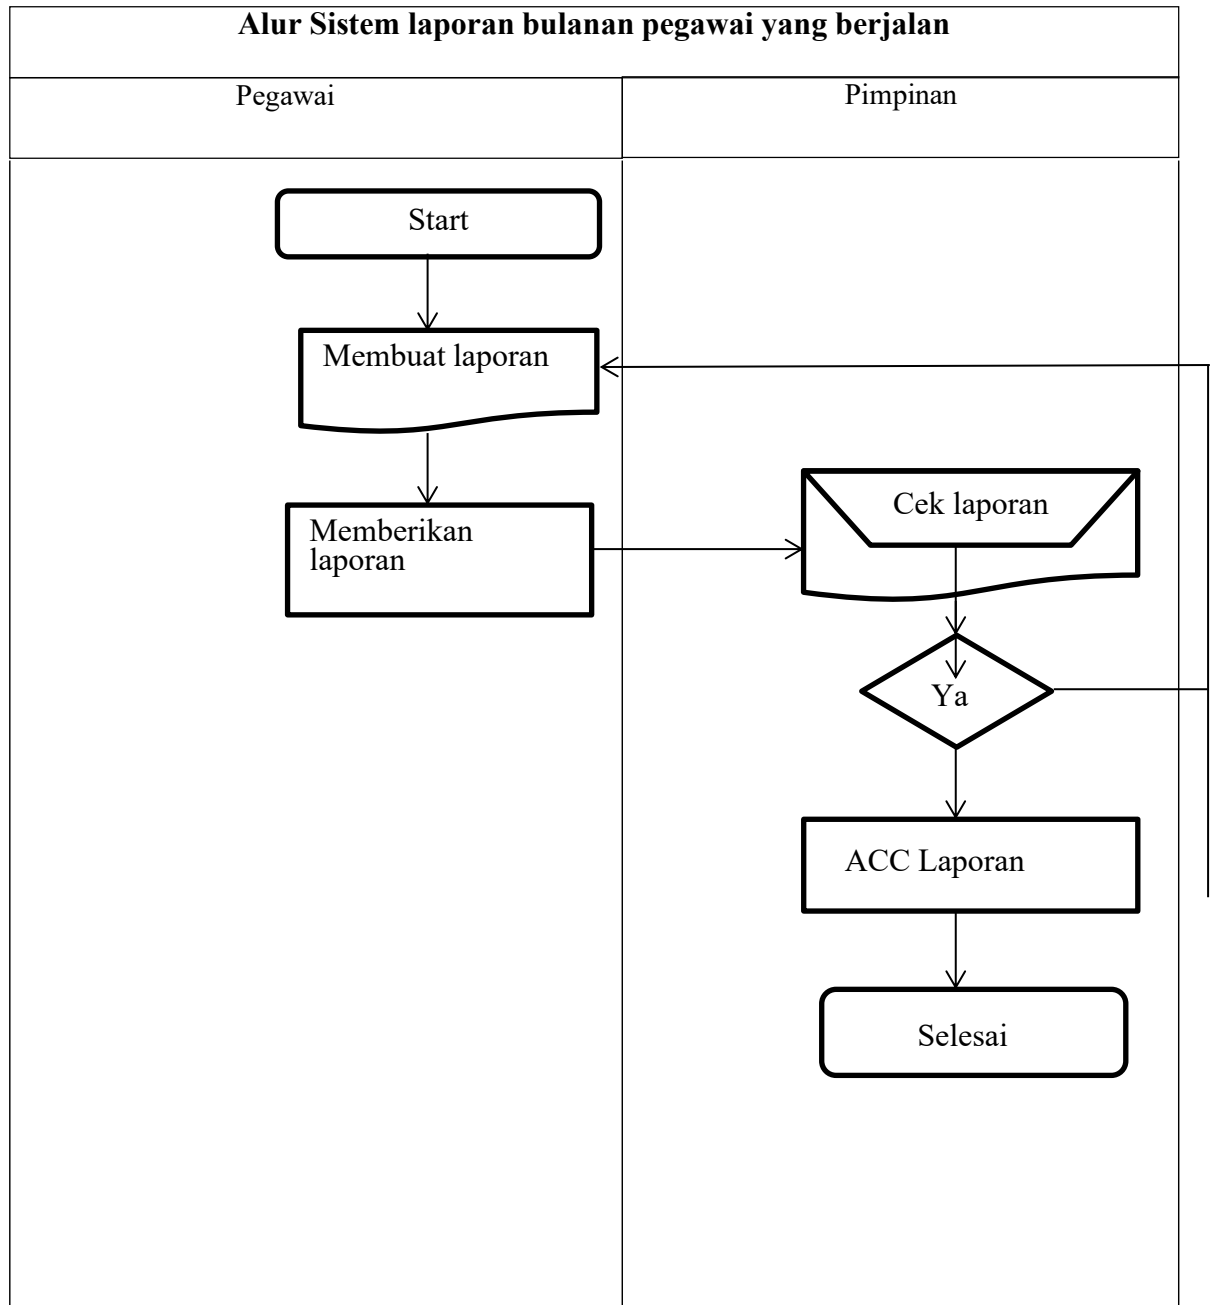 Alur Sistem laporan bulanan pegawai yang berjalan
Pegawai
Pimpinan
Start
Membuat laporan
Memberikan
laporan
Cek laporan
Ya
ACC Laporan
Selesai